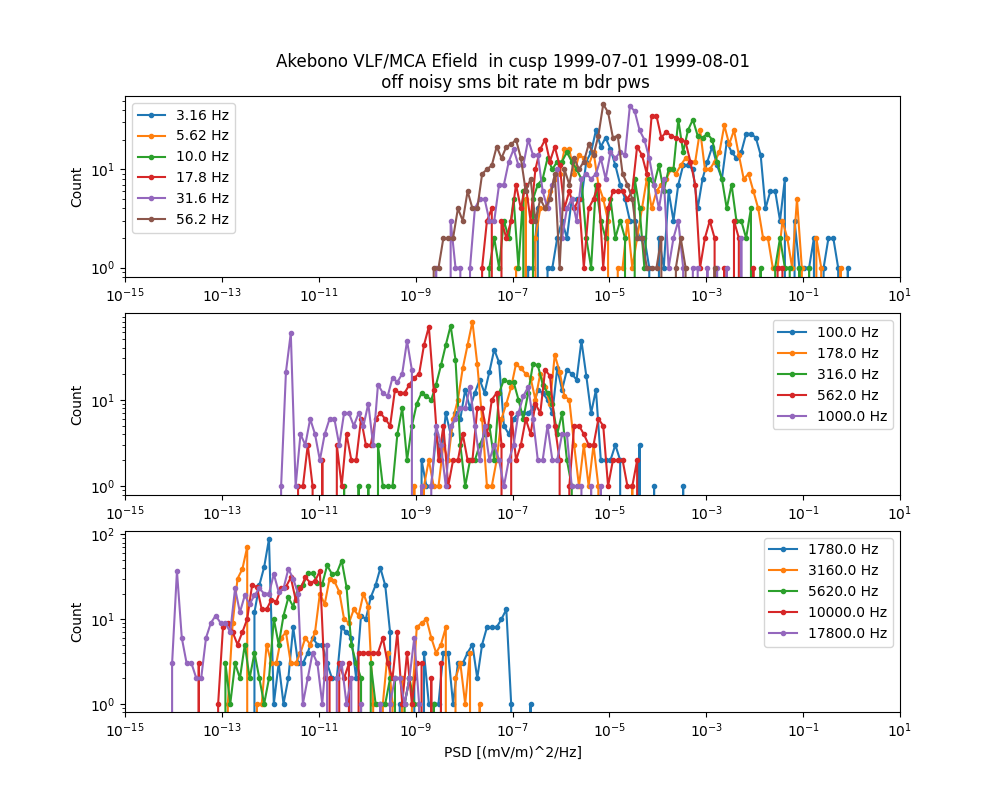 Akebono VLF/MCA Efield  in cusp 1999-07-01 1999-08-01
off noisy sms bit rate m bdr pws
Count
10^1
10^0
3.16 Hz
5.62 Hz
10.0 Hz
17.8 Hz
31.6 Hz
56.2 Hz
10^−15 10^−13 10^−11 10^−9 10^−7 10^−5 10^−3 10^−1 10^1
Count
10^1
10^0
100.0 Hz
178.0 Hz
316.0 Hz
562.0 Hz
1000.0 Hz
10^−15 10^−13 10^−11 10^−9 10^−7 10^−5 10^−3 10^−1 10^1
Count
10^2
10^1
10^0
1780.0 Hz
3160.0 Hz
5620.0 Hz
10000.0 Hz
17800.0 Hz
10^−15 10^−13 10^−11 10^−9 10^−7 10^−5 10^−3 10^−1 10^1
PSD [(mV/m)^2/Hz]